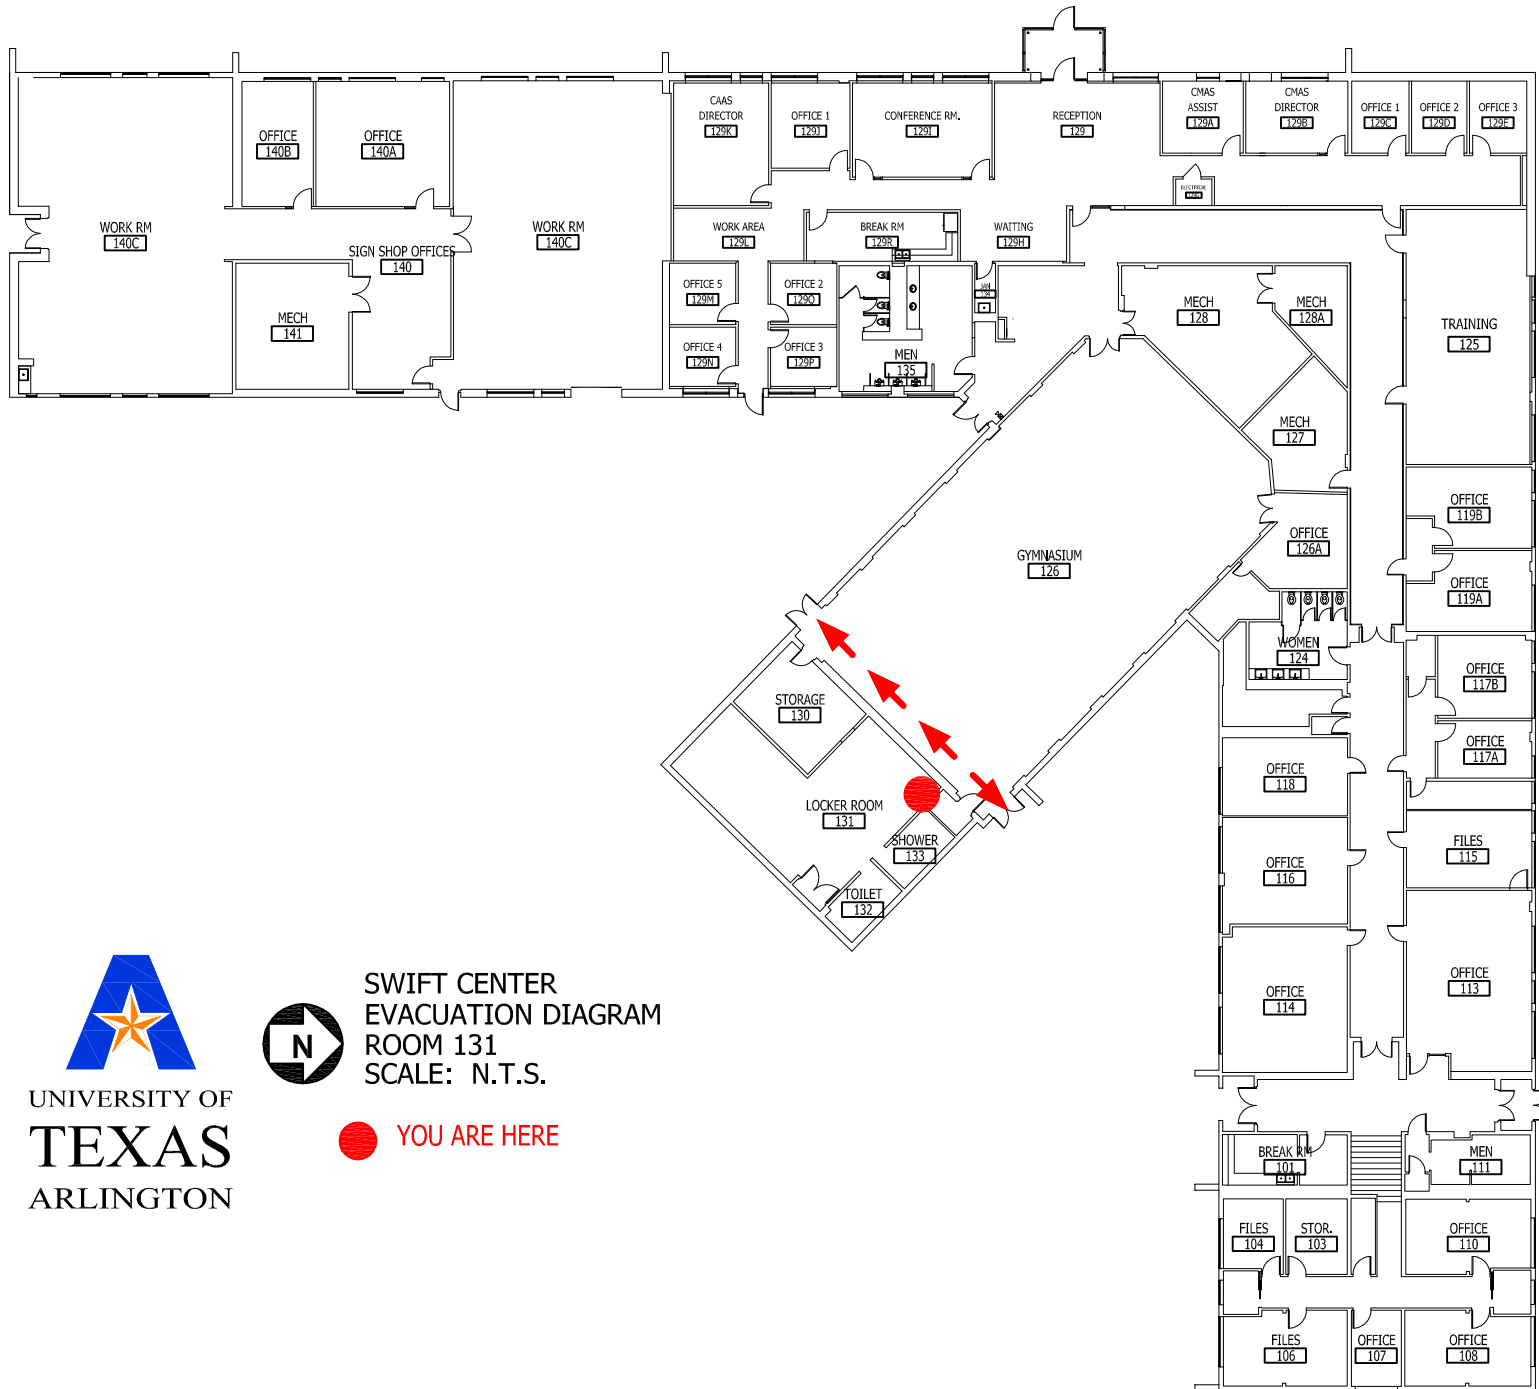 CAAS
DIRECTOR
129K
OFFICE 1
129J
CONFERENCE RM.
129I
RECEPTION
129
CMAS
ASSIST
129A
CMAS
DIRECTOR
129B
OFFICE 1
129C
OFFICE 2
129D
OFFICE 3
129E
OFFICE
140B
OFFICE
140A
ELECTRICAL
WORK RM
140C
SIGN SHOP OFFICES
140
WORK RM
140C
WORK AREA
129L
BREAK RM
129R
WAITING
129H
MECH
141
OFFICE 5
129M
OFFICE 2
129O
JAN
134
MECH
128
MECH
128A
TRAINING
125
OFFICE 4
129N
OFFICE 3
129P
MEN
135
MECH
127
OFFICE
119B
OFFICE
126A
GYMNASIUM
126
OFFICE
119A
WOMEN
124
OFFICE
117B
STORAGE
130
OFFICE
117A
OFFICE
118
LOCKER ROOM
131
SHOWER
133
FILES
115
OFFICE
116
TOILET
132
OFFICE
114
OFFICE
113
N
SWIFT CENTER
EVACUATION DIAGRAM
ROOM 131
SCALE: N.T.S.
YOU ARE HERE
UNIVERSITY OF
TEXAS
ARLINGTON
BREAK RM
101
MEN
111
FILES
104
STOR.
103
OFFICE
110
FILES
106
OFFICE
107
OFFICE
108